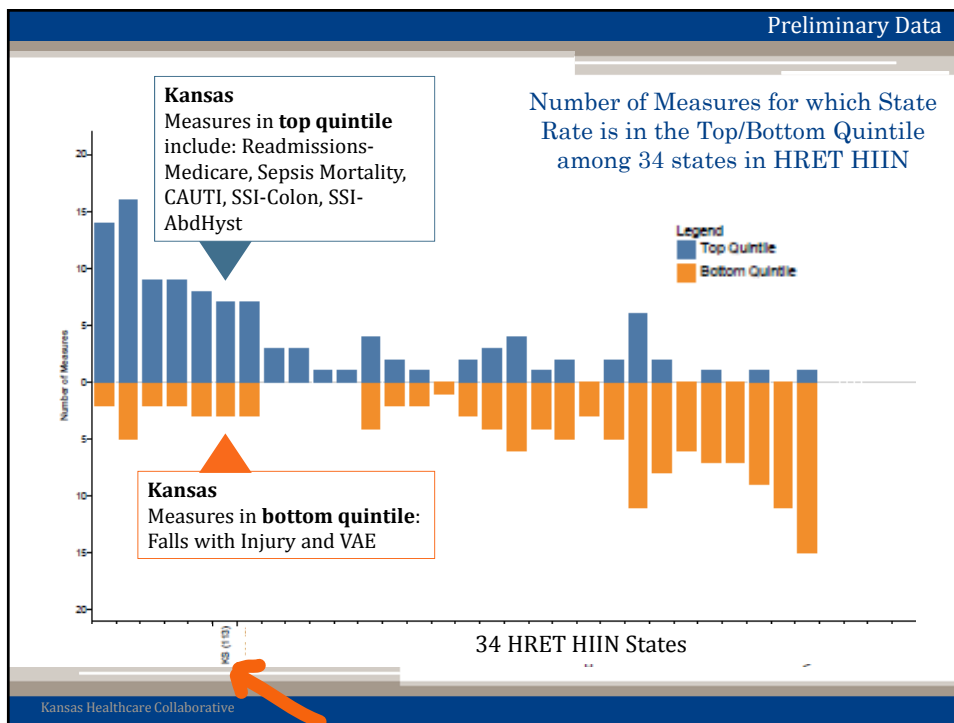 Preliminary Data
Kansas
Measures in top quintile
include: Readmissions-
Medicare, Sepsis Mortality,
CAUTI, SSI-Colon, SSI-
AbdHyst
Number of Measures for which State
Rate is in the Top/Bottom Quintile
among 34 states in HRET HIIN
Legend
Top Quintile
Bottom Quintile
Number of Measures
20
15
10
5
0
5
10
15
20
Kansas
Measures in bottom quintile:
Falls with Injury and VAE
KS (113)
34 HRET HIIN States
Kansas Healthcare Collaborative